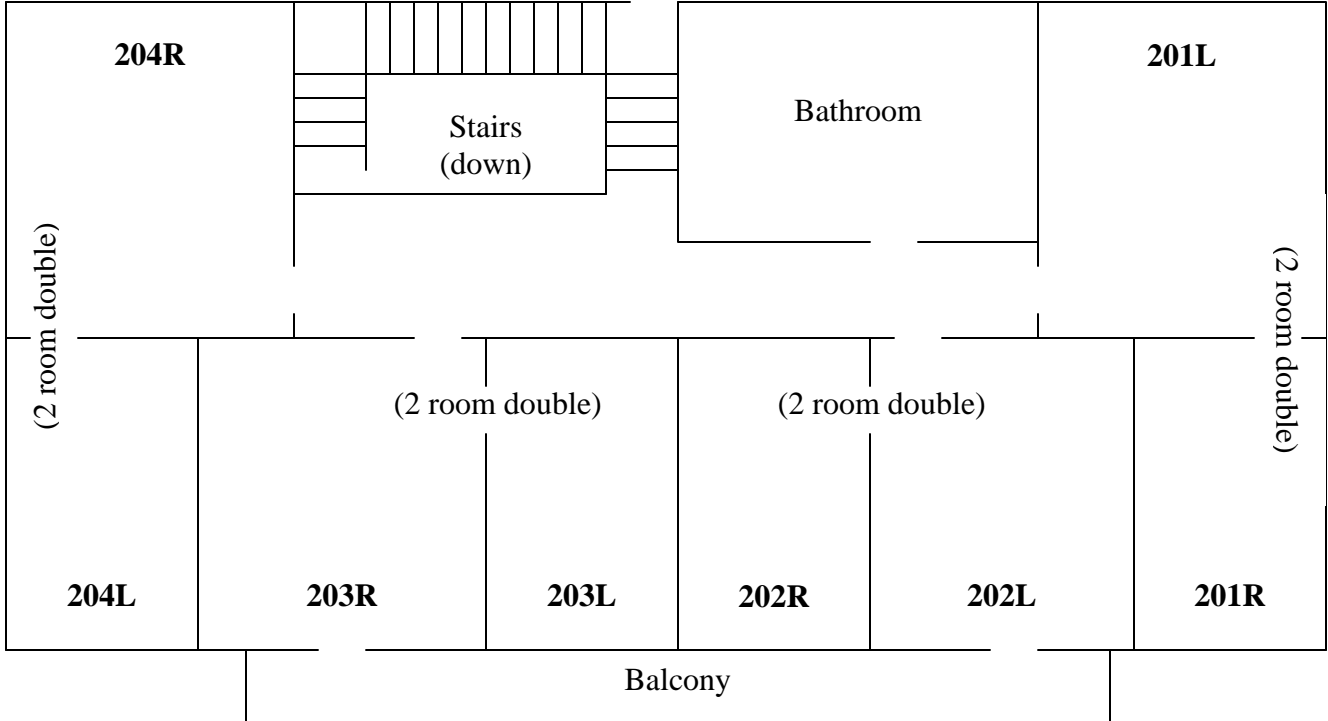 204R
201L
Bathroom
Stairs
(down)
(2 room double)
(2 room double)
(2 room double)
(2 room double)
204L
203R
203L
202R
202L
201R
Balcony